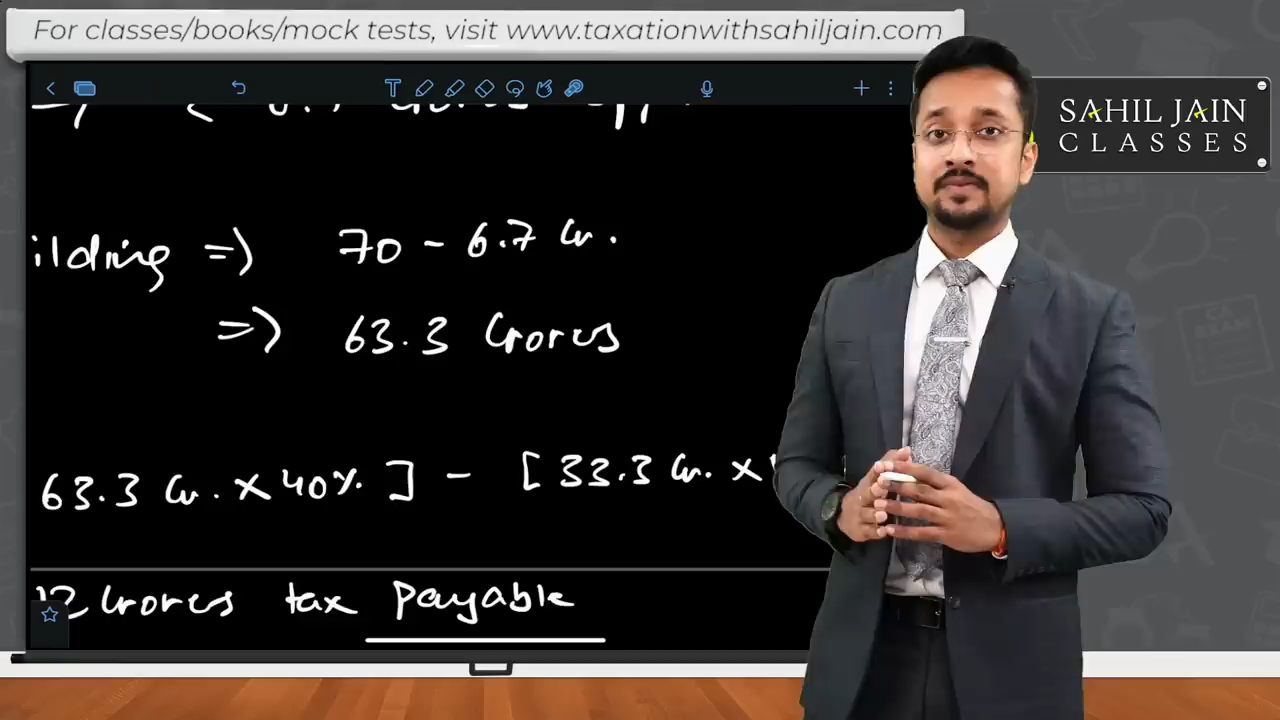 For classes/books/mock tests, visit www.taxationwithsahiljain.com
SAHIL JAIN
CLASSES
ilding => 70 - 6.7 Cr.
=> 63.3 Crores
63.3 Cr. x 40%. ] - [ 33.3 Cr. x
12 Crores tax payable